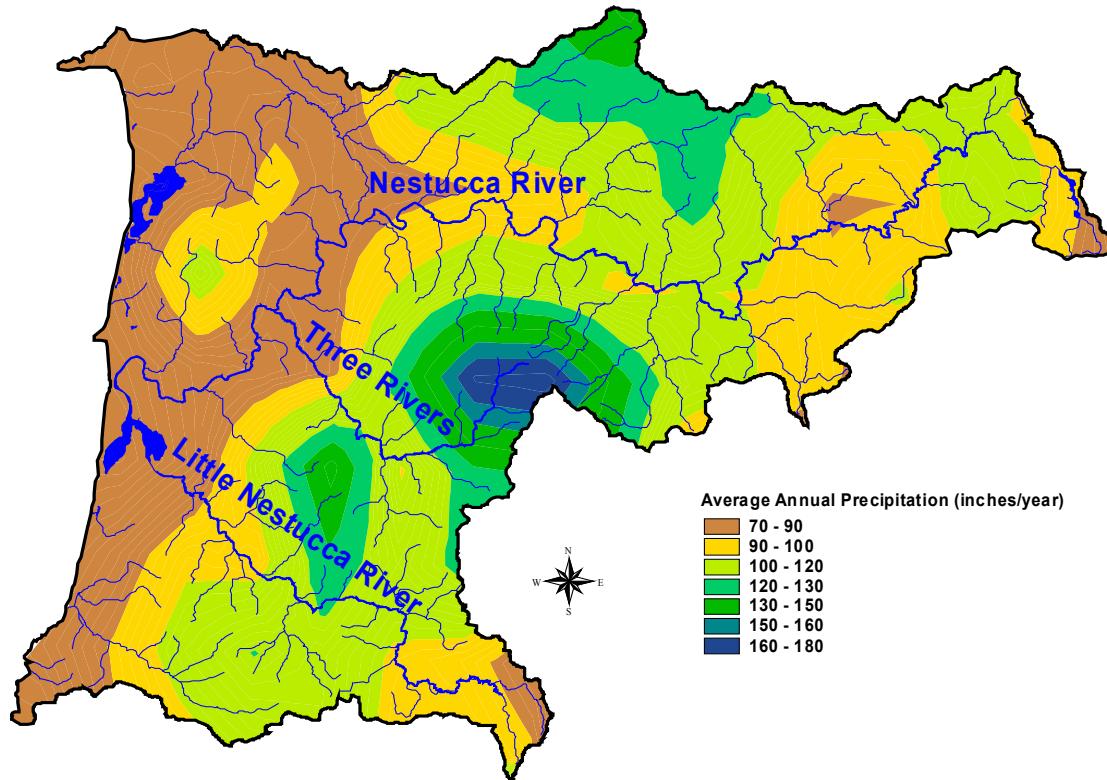 Nestucca River
Three Rivers
Little Nestucca River
Average Annual Precipitation (inches/year)
70 - 90
90 - 100
100 - 120
120 - 130
130 - 150
150 - 160
160 - 180
N
W E
S